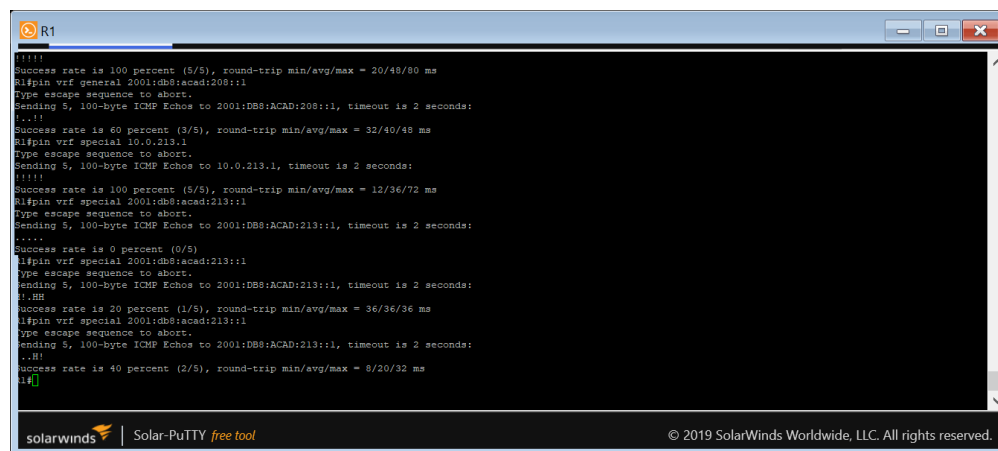 R1
!!!!!
Success rate is 100 percent (5/5), round-trip min/avg/max = 20/48/80 ms
R1#pin vrf general 2001:db8:acad:208::1
Type escape sequence to abort.
Sending 5, 100-byte ICMP Echos to 2001:DB8:ACAD:208::1, timeout is 2 seconds:
!..!!
Success rate is 60 percent (3/5), round-trip min/avg/max = 32/40/48 ms
R1#pin vrf special 10.0.213.1
Type escape sequence to abort.
Sending 5, 100-byte ICMP Echos to 10.0.213.1, timeout is 2 seconds:
!!!!!
Success rate is 100 percent (5/5), round-trip min/avg/max = 12/36/72 ms
R1#pin vrf special 2001:db8:acad:213::1
Type escape sequence to abort.
Sending 5, 100-byte ICMP Echos to 2001:DB8:ACAD:213::1, timeout is 2 seconds:
.....
Success rate is 0 percent (0/5)
R1#pin vrf special 2001:db8:acad:213::1
Type escape sequence to abort.
Sending 5, 100-byte ICMP Echos to 2001:DB8:ACAD:213::1, timeout is 2 seconds:
H!.HH
Success rate is 20 percent (1/5), round-trip min/avg/max = 36/36/36 ms
R1#pin vrf special 2001:db8:acad:213::1
Type escape sequence to abort.
Sending 5, 100-byte ICMP Echos to 2001:DB8:ACAD:213::1, timeout is 2 seconds:
!..H!
Success rate is 40 percent (2/5), round-trip min/avg/max = 8/20/32 ms
R1#
solarwinds Solar-PuTTY free tool © 2019 SolarWinds Worldwide, LLC. All rights reserved.